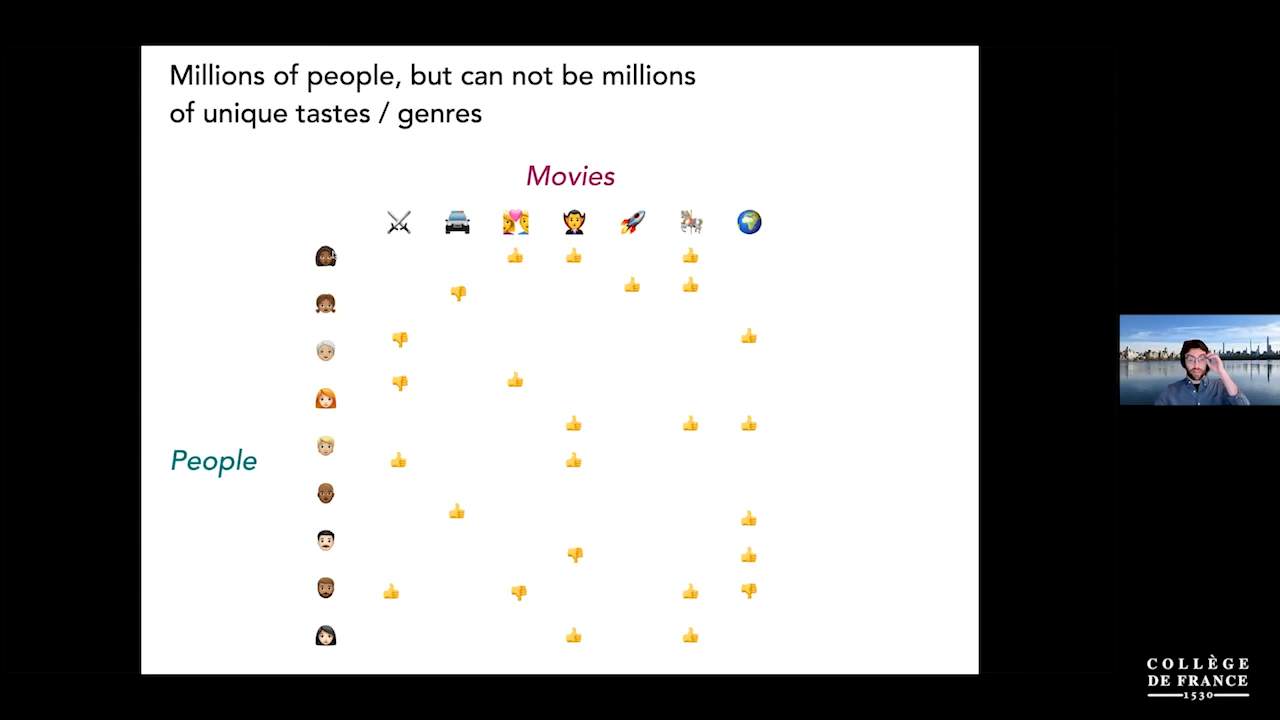 Millions of people, but can not be millions
of unique tastes / genres
Movies
People
COLLÈGE
DE FRANCE
1530